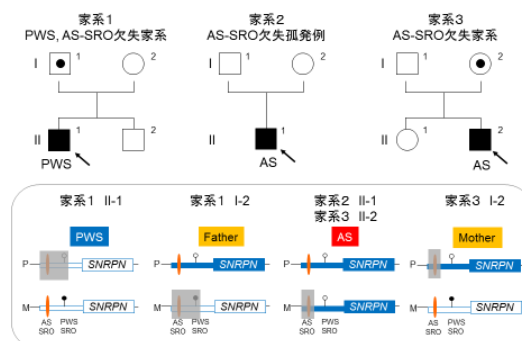 家系1
PWS, AS-SRO欠失家系
家系2
AS-SRO欠失孤発例
家系3
AS-SRO欠失家系
I 1 2
I 1 2
I 1 2
II 1 2
II 1
II 1 2
PWS
AS
AS
家系1 II-1
家系1 I-2
家系2 II-1
家系3 II-2
家系3 I-2
PWS
Father
AS
Mother
P SNRPN SNRPN SNRPN SNRPN
M SNRPN SNRPN SNRPN SNRPN
AS SRO PWS SRO
AS SRO PWS SRO
AS SRO PWS SRO
AS SRO PWS SRO